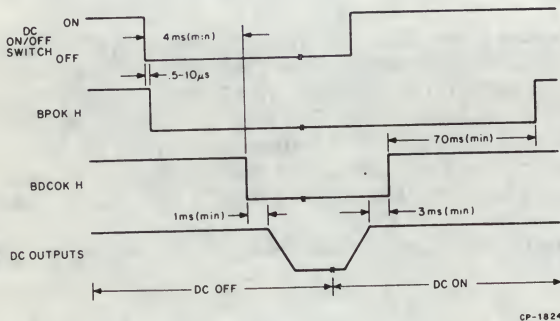 DC
ON/OFF
SWITCH
ON
OFF
4ms(min)
.5-10μs
BPOK H
70ms(min)
BDCOK H
1ms(min)
3ms(min)
DC OUTPUTS
DC OFF
DC ON
CP-1824